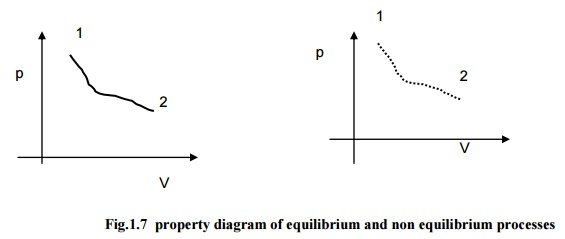 1
p
2
V
1
p
2
V
Fig.1.7 property diagram of equilibrium and non equilibrium processes